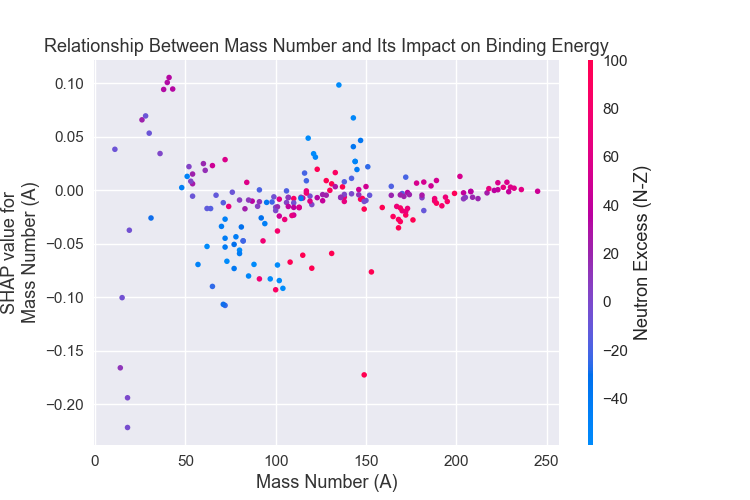 Relationship Between Mass Number and Its Impact on Binding Energy
SHAP value for
Mass Number (A)
0.10
0.05
0.00
−0.05
−0.10
−0.15
−0.20
0 50 100 150 200 250
Mass Number (A)
100
80
60
40
20
0
−20
−40
Neutron Excess (N-Z)